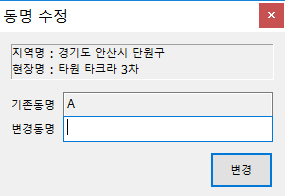 동명 수정
지역명 : 경기도 안산시 단원구
현장명 : 타원 타크라 3차
기존동명 A
변경동명
변경